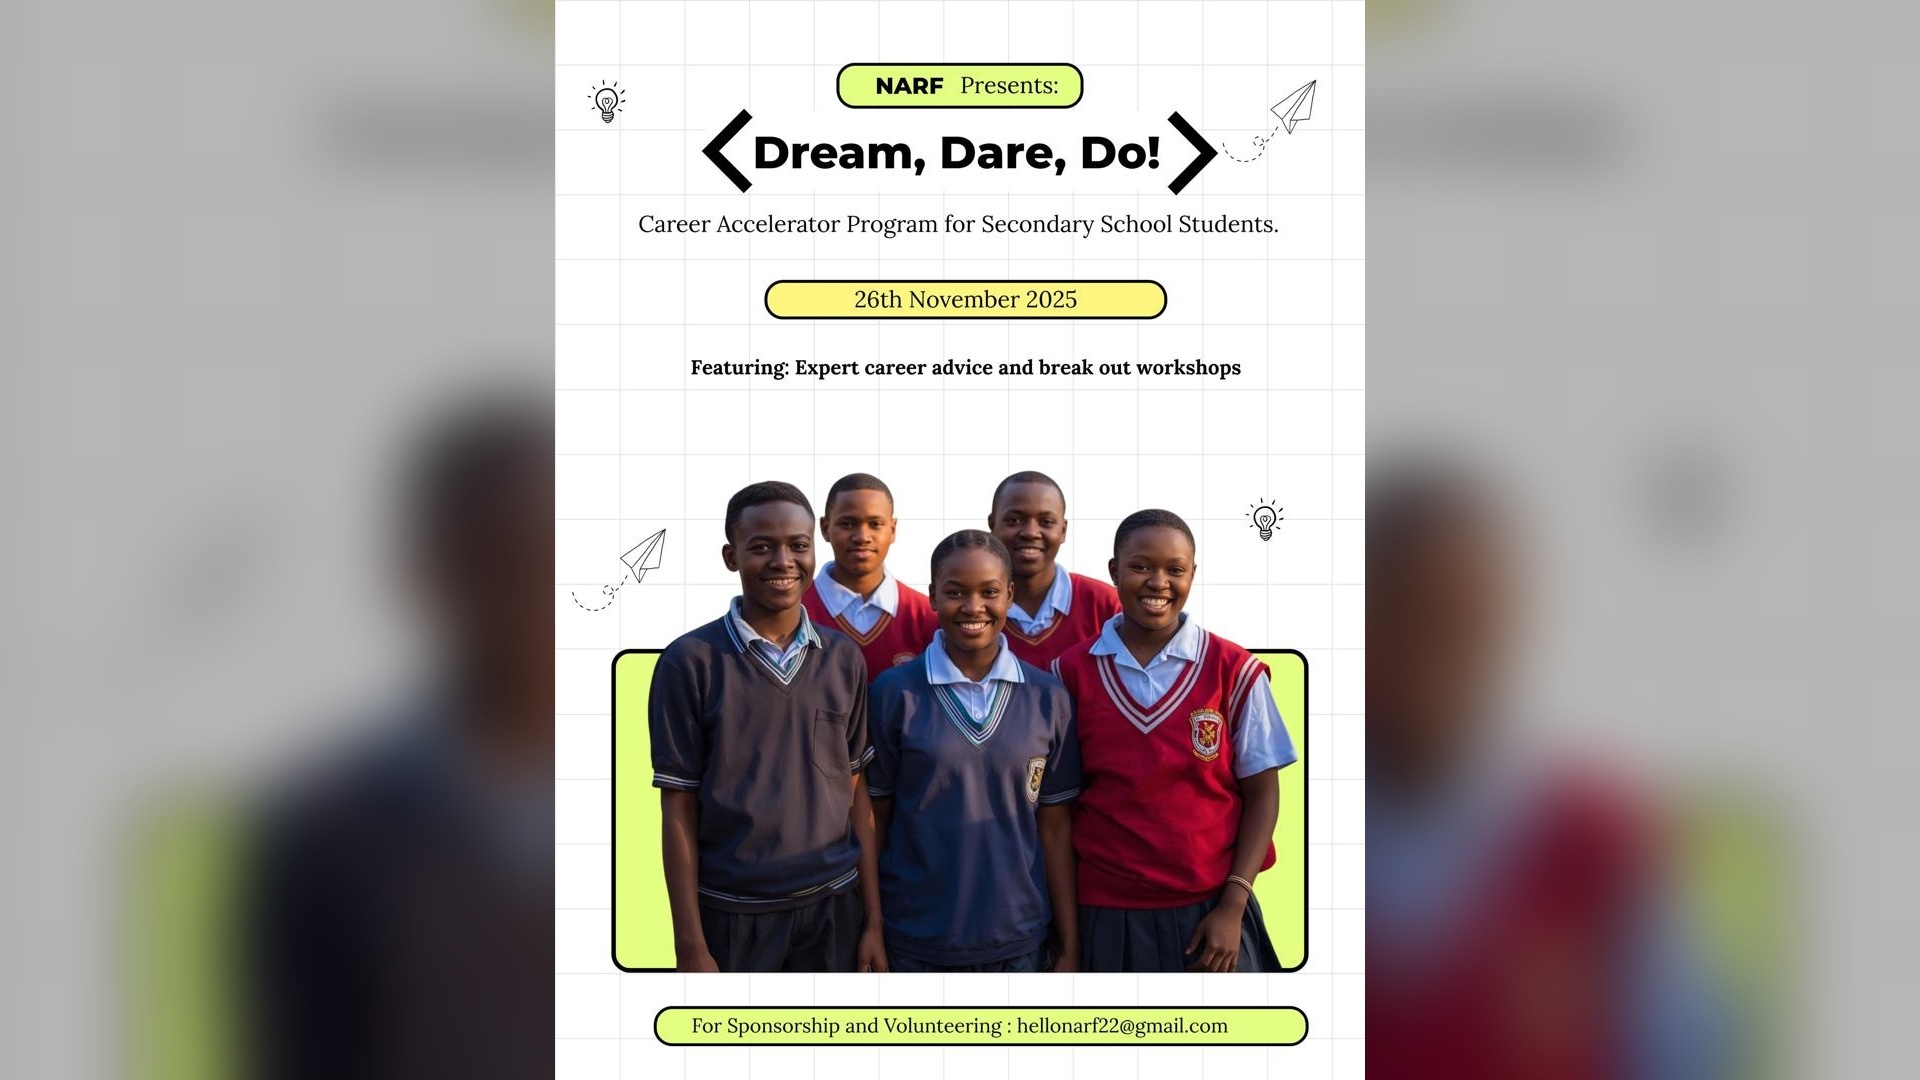 NARF Presents:
Dream, Dare, Do!
Career Accelerator Program for Secondary School Students.
26th November 2025
Featuring: Expert career advice and break out workshops
For Sponsorship and Volunteering : hellonarf22@gmail.com